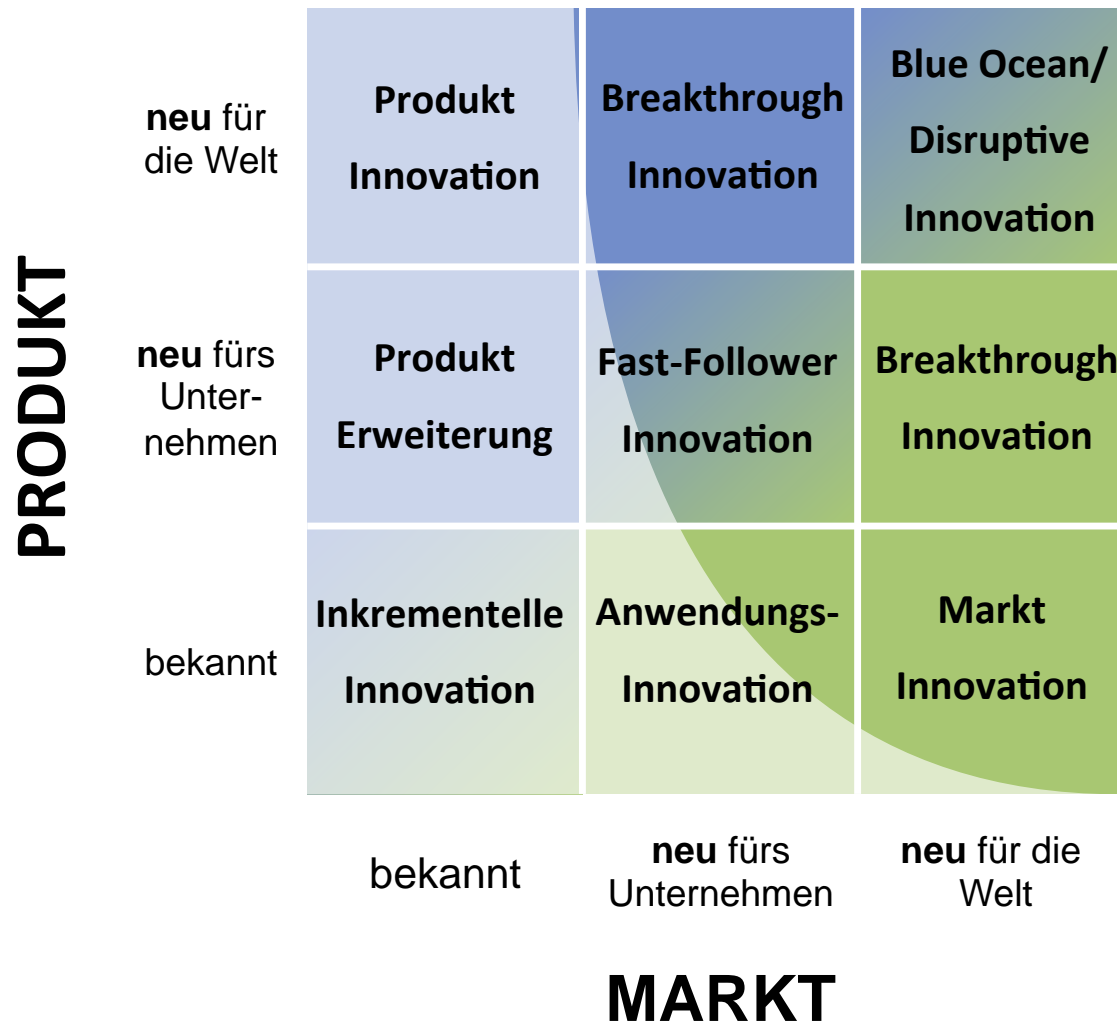 PRODUKT
neu für
die Welt
Produkt
Innovation
Breakthrough
Innovation
Blue Ocean/
Disruptive
Innovation
neu fürs
Unter-
nehmen
Produkt
Erweiterung
Fast-Follower
Innovation
Breakthrough
Innovation
bekannt
Inkrementelle
Innovation
Anwendungs-
Innovation
Markt
Innovation
bekannt
neu fürs
Unternehmen
neu für die
Welt
MARKT